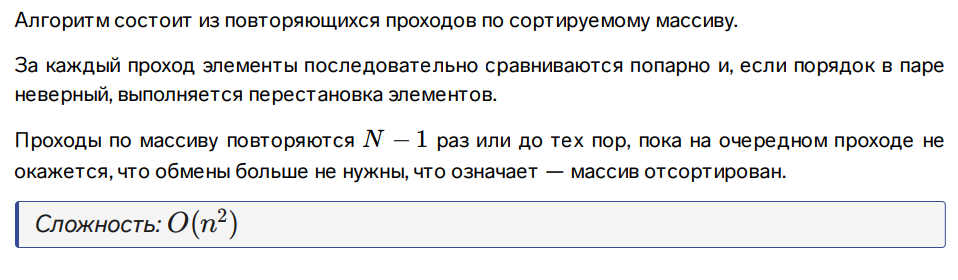 Алгоритм состоит из повторяющихся проходов по сортируемому массиву.
За каждый проход элементы последовательно сравниваются попарно и, если порядок в паре
неверный, выполняется перестановка элементов.
Проходы по массиву повторяются N − 1 раз или до тех пор, пока на очередном проходе не
окажется, что обмены больше не нужны, что означает — массив отсортирован.
Сложность: O(n²)